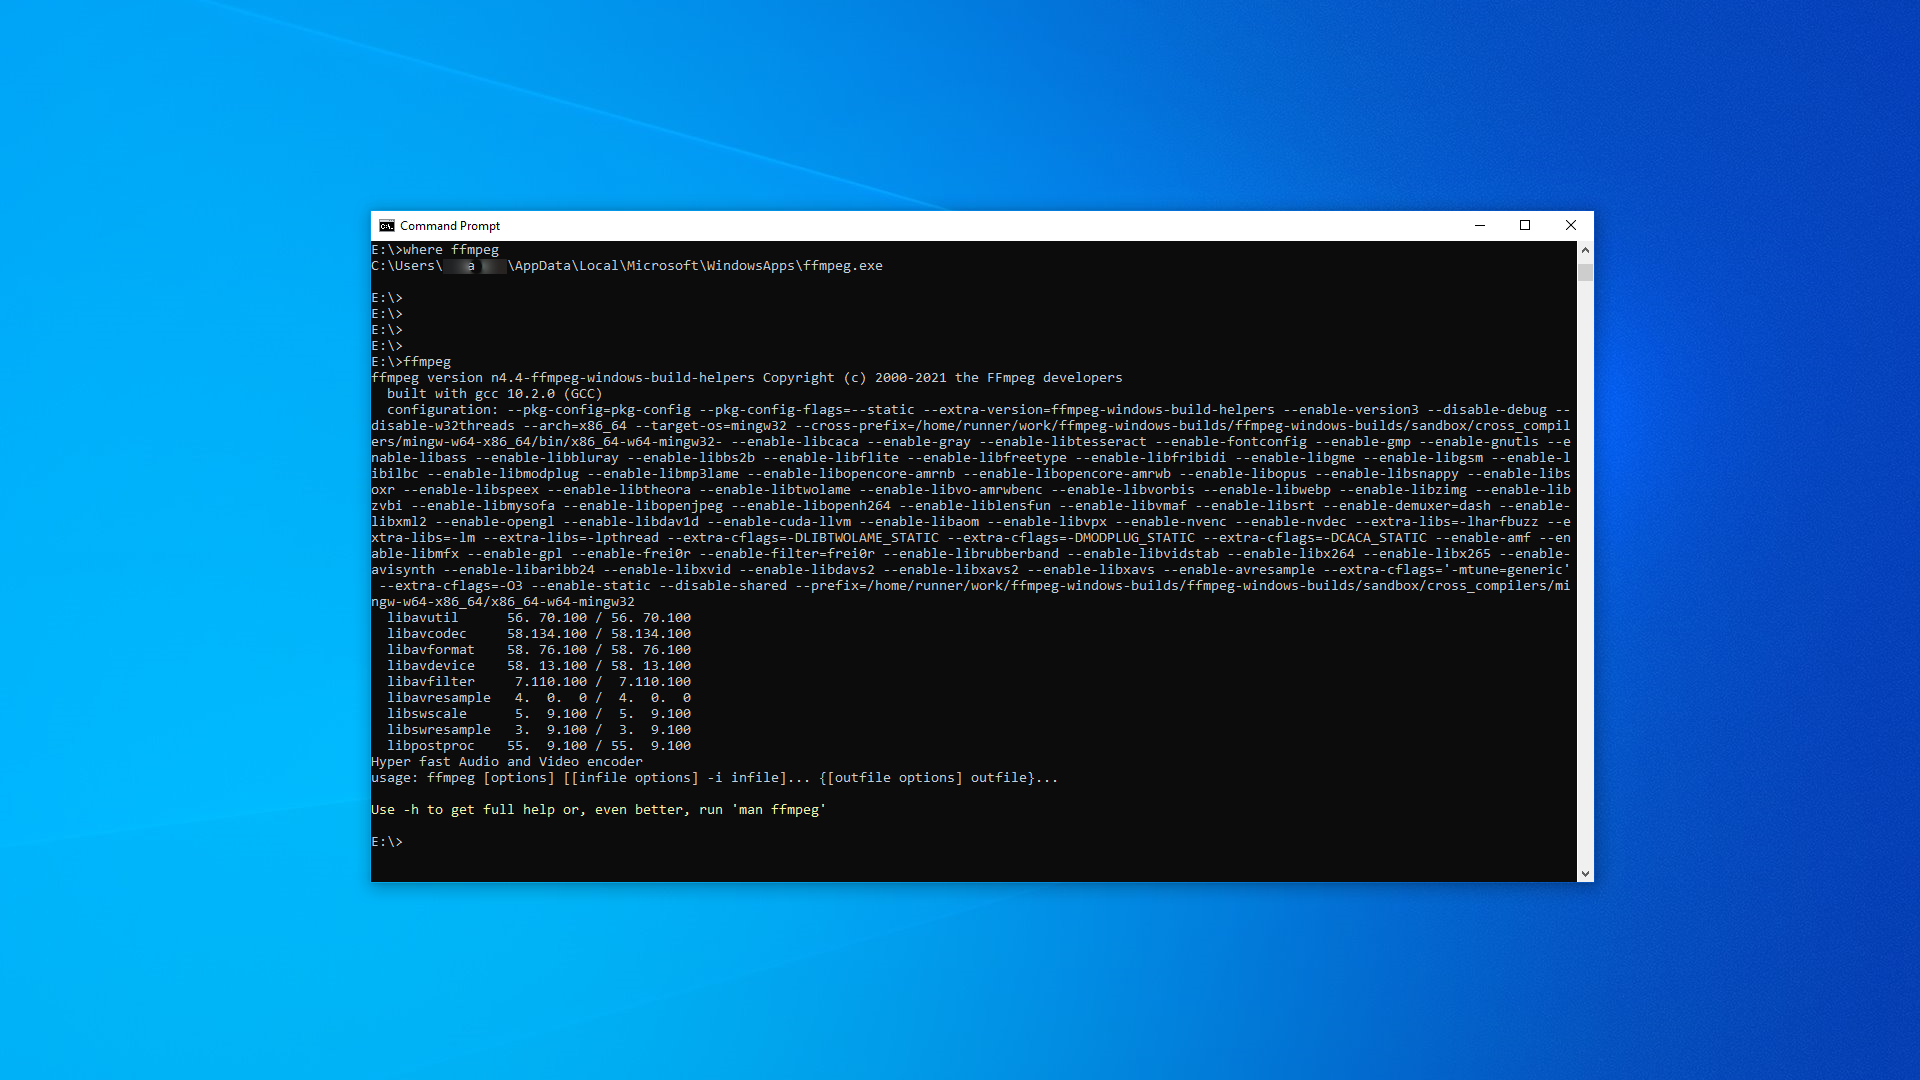 Command Prompt
E:\>where ffmpeg
C:\Users\ a \AppData\Local\Microsoft\WindowsApps\ffmpeg.exe
E:\>
E:\>
E:\>
E:\>
E:\>ffmpeg
ffmpeg version n4.4-ffmpeg-windows-build-helpers Copyright (c) 2000-2021 the FFmpeg developers
  built with gcc 10.2.0 (GCC)
  configuration: --pkg-config=pkg-config --pkg-config-flags=--static --extra-version=ffmpeg-windows-build-helpers --enable-version3 --disable-debug --
disable-w32threads --arch=x86_64 --target-os=mingw32 --cross-prefix=/home/runner/work/ffmpeg-windows-builds/ffmpeg-windows-builds/sandbox/cross_compil
ers/mingw-w64-x86_64/bin/x86_64-w64-mingw32- --enable-libcaca --enable-gray --enable-libtesseract --enable-fontconfig --enable-gmp --enable-gnutls --e
nable-libass --enable-libbluray --enable-libbs2b --enable-libflite --enable-libfreetype --enable-libfribidi --enable-libgme --enable-libgsm --enable-l
ibilbc --enable-libmodplug --enable-libmp3lame --enable-libopencore-amrnb --enable-libopencore-amrwb --enable-libopus --enable-libsnappy --enable-libs
oxr --enable-libspeex --enable-libtheora --enable-libtwolame --enable-libvo-amrwbenc --enable-libvorbis --enable-libwebp --enable-libzimg --enable-lib
zvbi --enable-libmysofa --enable-libopenjpeg --enable-libopenh264 --enable-liblensfun --enable-libvmaf --enable-libsrt --enable-demuxer=dash --enable-
libxml2 --enable-opengl --enable-libdav1d --enable-cuda-llvm --enable-libaom --enable-libvpx --enable-nvenc --enable-nvdec --extra-libs=-lharfbuzz --e
xtra-libs=-lm --extra-libs=-lpthread --extra-cflags=-DLIBTWOLAME_STATIC --extra-cflags=-DMODPLUG_STATIC --extra-cflags=-DCACA_STATIC --enable-amf --en
able-libmfx --enable-gpl --enable-frei0r --enable-filter=frei0r --enable-librubberband --enable-libvidstab --enable-libx264 --enable-libx265 --enable-
avisynth --enable-libaribb24 --enable-libxvid --enable-libdavs2 --enable-libxavs2 --enable-libxavs --enable-avresample --extra-cflags='-mtune=generic'
 --extra-cflags=-O3 --enable-static --disable-shared --prefix=/home/runner/work/ffmpeg-windows-builds/ffmpeg-windows-builds/sandbox/cross_compilers/mi
ngw-w64-x86_64/x86_64-w64-mingw32
  libavutil      56. 70.100 / 56. 70.100
  libavcodec     58.134.100 / 58.134.100
  libavformat    58. 76.100 / 58. 76.100
  libavdevice    58. 13.100 / 58. 13.100
  libavfilter     7.110.100 /  7.110.100
  libavresample   4.  0.  0 /  4.  0.  0
  libswscale      5.  9.100 /  5.  9.100
  libswresample   3.  9.100 /  3.  9.100
  libpostproc    55.  9.100 / 55.  9.100
Hyper fast Audio and Video encoder
usage: ffmpeg [options] [[infile options] -i infile]... {[outfile options] outfile}...
Use -h to get full help or, even better, run 'man ffmpeg'
E:\>